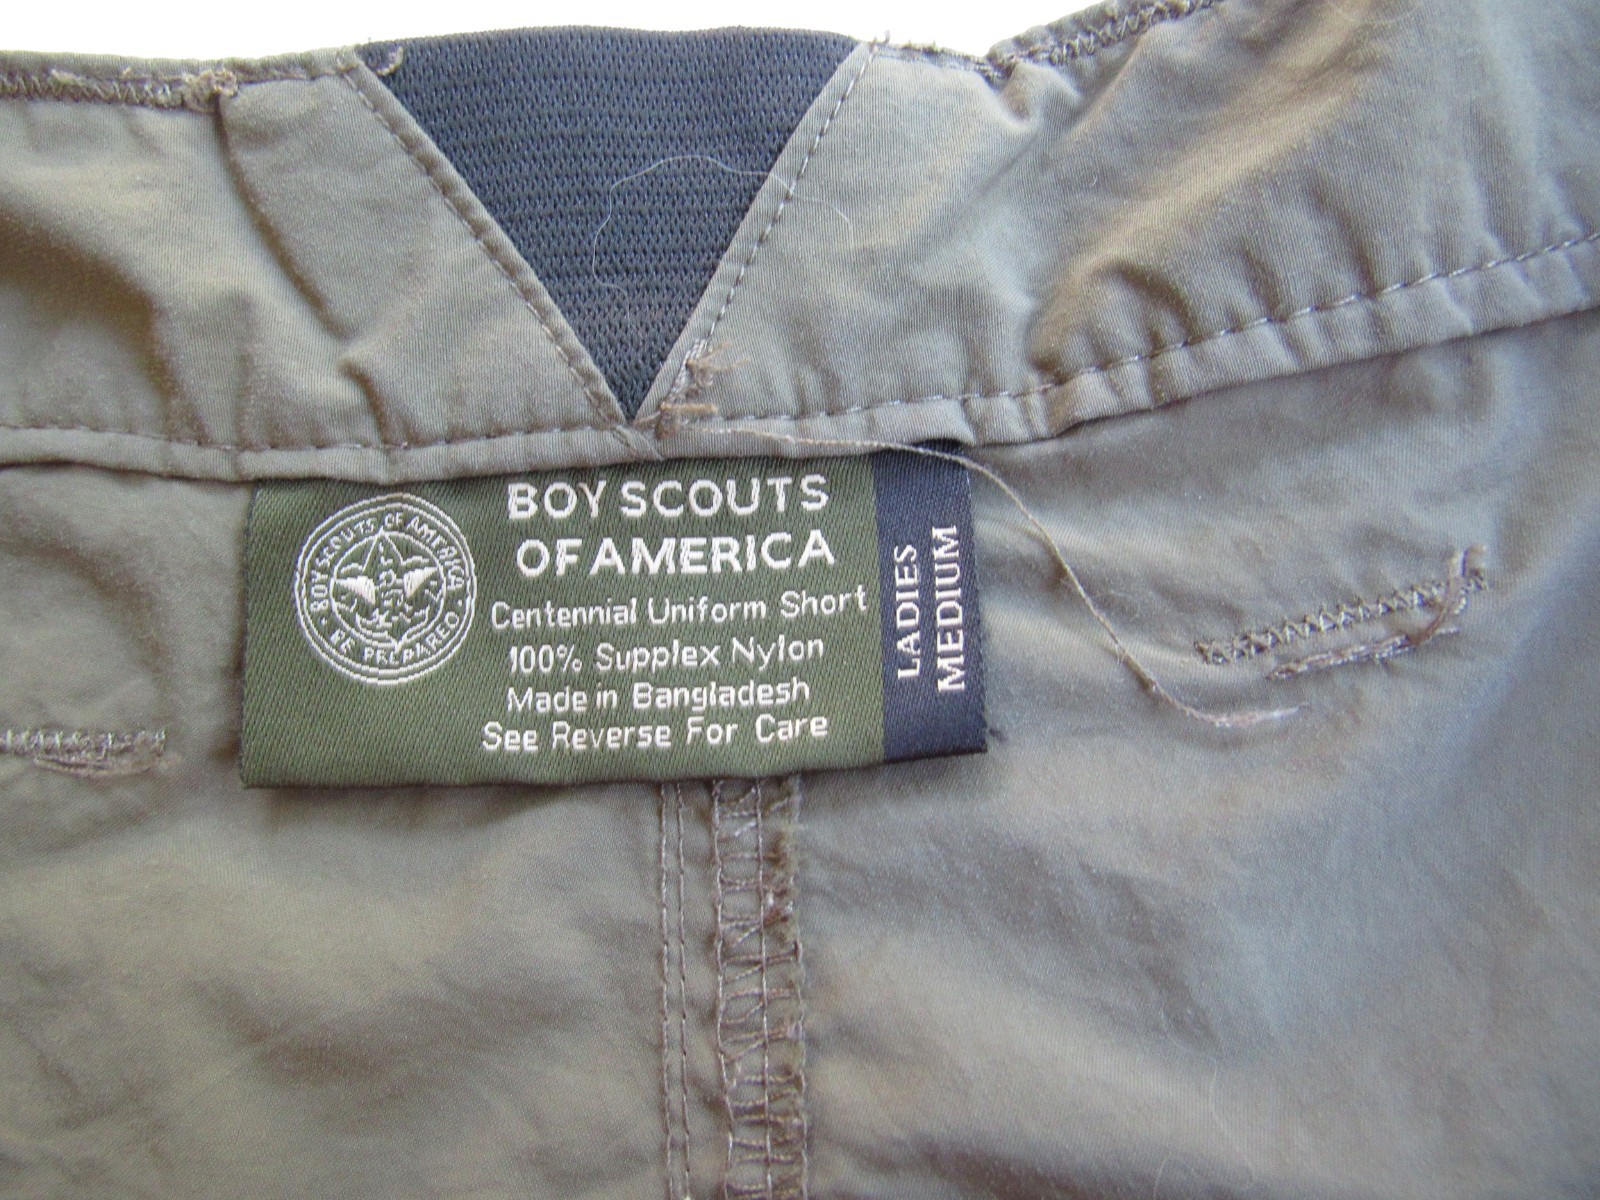 BOY SCOUTS OF AMERICA
BE PREPARED
BOY SCOUTS
OF AMERICA
Centennial Uniform Short
100% Supplex Nylon
Made in Bangladesh
See Reverse For Care
LADIES
MEDIUM